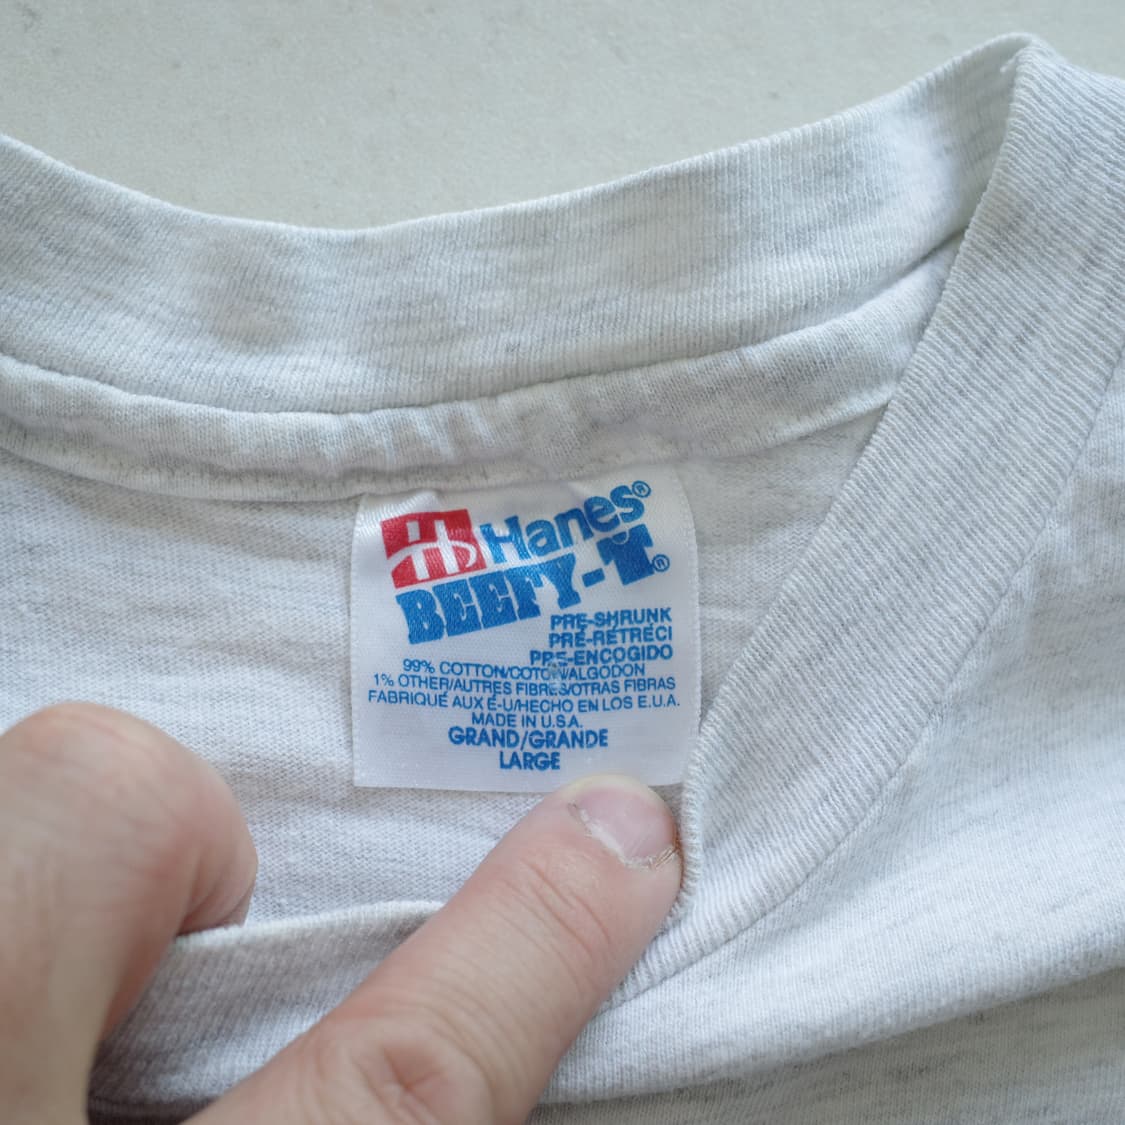 Hanes®
BEEFY-T®
PRE-SHRUNK
PRÉ-RÉTRÉCI
PRE-ENCOGIDO
99% COTTON/COTON/ALGODON
1% OTHER/AUTRES FIBRES/OTRAS FIBRAS
FABRIQUÉ AUX É-U/HECHO EN LOS E.U.A.
MADE IN U.S.A.
GRAND/GRANDE
LARGE